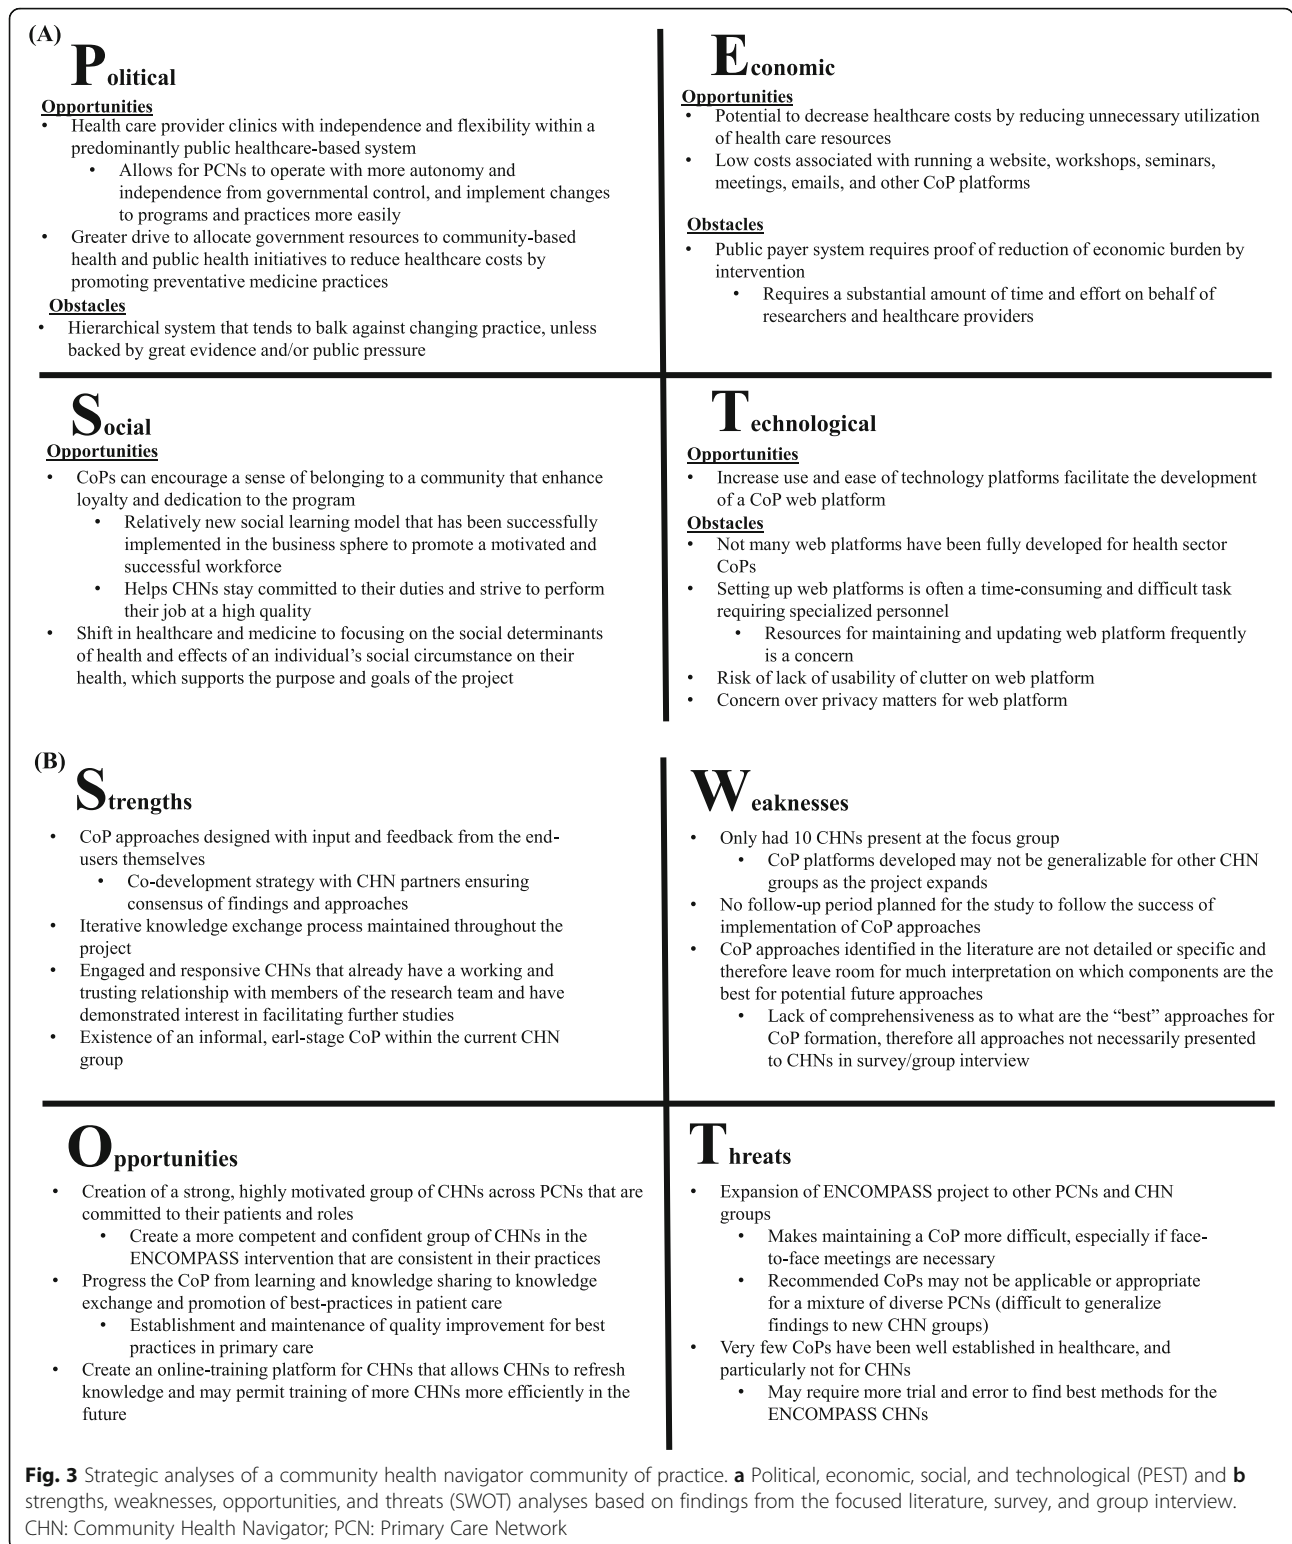 (A)
Political
Opportunities
• Health care provider clinics with independence and flexibility within a
predominantly public healthcare-based system
• Allows for PCNs to operate with more autonomy and
independence from governmental control, and implement changes
to programs and practices more easily
• Greater drive to allocate government resources to community-based
health and public health initiatives to reduce healthcare costs by
promoting preventative medicine practices
Obstacles
• Hierarchical system that tends to balk against changing practice, unless
backed by great evidence and/or public pressure
Economic
Opportunities
• Potential to decrease healthcare costs by reducing unnecessary utilization
of health care resources
• Low costs associated with running a website, workshops, seminars,
meetings, emails, and other CoP platforms
Obstacles
• Public payer system requires proof of reduction of economic burden by
intervention
• Requires a substantial amount of time and effort on behalf of
researchers and healthcare providers
Social
Opportunities
• CoPs can encourage a sense of belonging to a community that enhance
loyalty and dedication to the program
• Relatively new social learning model that has been successfully
implemented in the business sphere to promote a motivated and
successful workforce
• Helps CHNs stay committed to their duties and strive to perform
their job at a high quality
• Shift in healthcare and medicine to focusing on the social determinants
of health and effects of an individual’s social circumstance on their
health, which supports the purpose and goals of the project
Technological
Opportunities
• Increase use and ease of technology platforms facilitate the development
of a CoP web platform
Obstacles
• Not many web platforms have been fully developed for health sector
CoPs
• Setting up web platforms is often a time-consuming and difficult task
requiring specialized personnel
• Resources for maintaining and updating web platform frequently
is a concern
• Risk of lack of usability of clutter on web platform
• Concern over privacy matters for web platform
(B)
Strengths
• CoP approaches designed with input and feedback from the end-
users themselves
• Co-development strategy with CHN partners ensuring
consensus of findings and approaches
• Iterative knowledge exchange process maintained throughout the
project
• Engaged and responsive CHNs that already have a working and
trusting relationship with members of the research team and have
demonstrated interest in facilitating further studies
• Existence of an informal, earl-stage CoP within the current CHN
group
Weaknesses
• Only had 10 CHNs present at the focus group
• CoP platforms developed may not be generalizable for other CHN
groups as the project expands
• No follow-up period planned for the study to follow the success of
implementation of CoP approaches
• CoP approaches identified in the literature are not detailed or specific and
therefore leave room for much interpretation on which components are the
best for potential future approaches
• Lack of comprehensiveness as to what are the “best” approaches for
CoP formation, therefore all approaches not necessarily presented
to CHNs in survey/group interview
Opportunities
• Creation of a strong, highly motivated group of CHNs across PCNs that are
committed to their patients and roles
• Create a more competent and confident group of CHNs in the
ENCOMPASS intervention that are consistent in their practices
• Progress the CoP from learning and knowledge sharing to knowledge
exchange and promotion of best-practices in patient care
• Establishment and maintenance of quality improvement for best
practices in primary care
• Create an online-training platform for CHNs that allows CHNs to refresh
knowledge and may permit training of more CHNs more efficiently in the
future
Threats
• Expansion of ENCOMPASS project to other PCNs and CHN
groups
• Makes maintaining a CoP more difficult, especially if face-
to-face meetings are necessary
• Recommended CoPs may not be applicable or appropriate
for a mixture of diverse PCNs (difficult to generalize
findings to new CHN groups)
• Very few CoPs have been well established in healthcare, and
particularly not for CHNs
• May require more trial and error to find best methods for the
ENCOMPASS CHNs
Fig. 3 Strategic analyses of a community health navigator community of practice. a Political, economic, social, and technological (PEST) and b
strengths, weaknesses, opportunities, and threats (SWOT) analyses based on findings from the focused literature, survey, and group interview.
CHN: Community Health Navigator; PCN: Primary Care Network